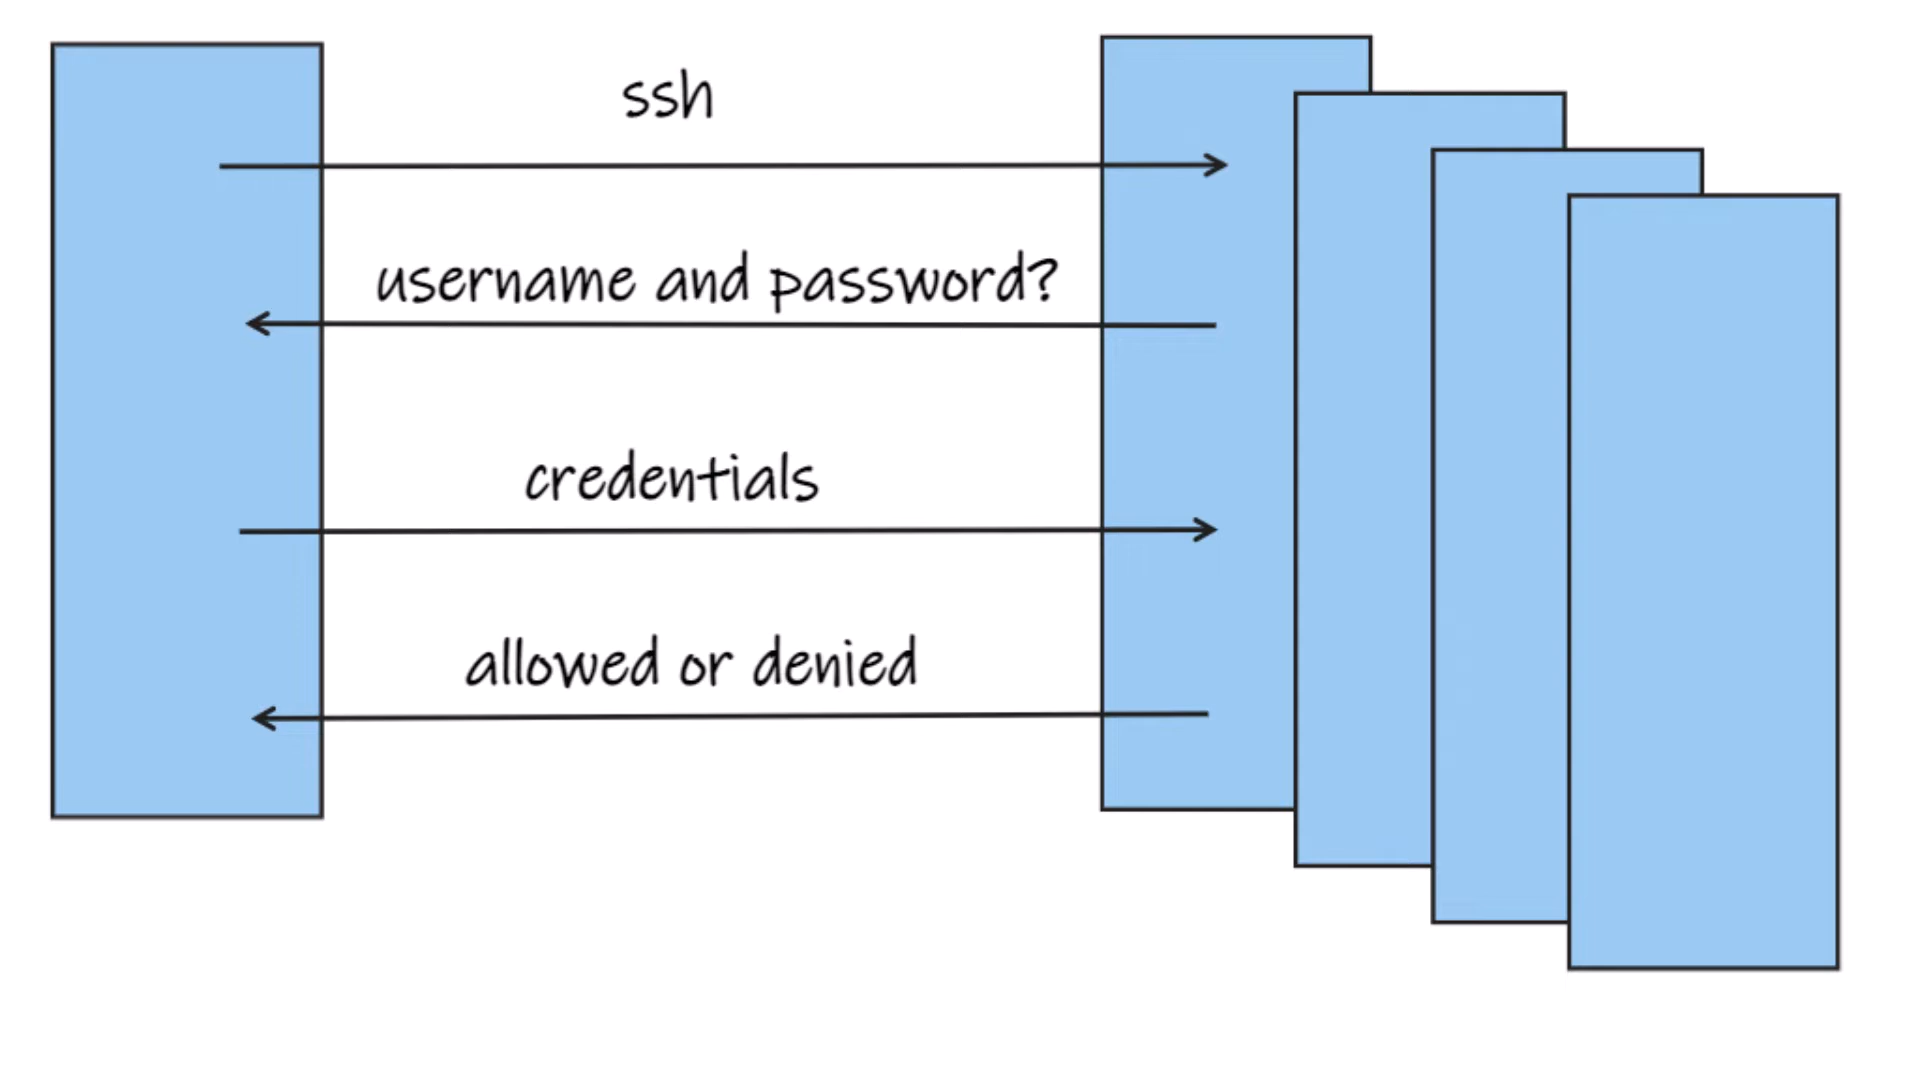 ssh
username and password?
credentials
allowed or denied